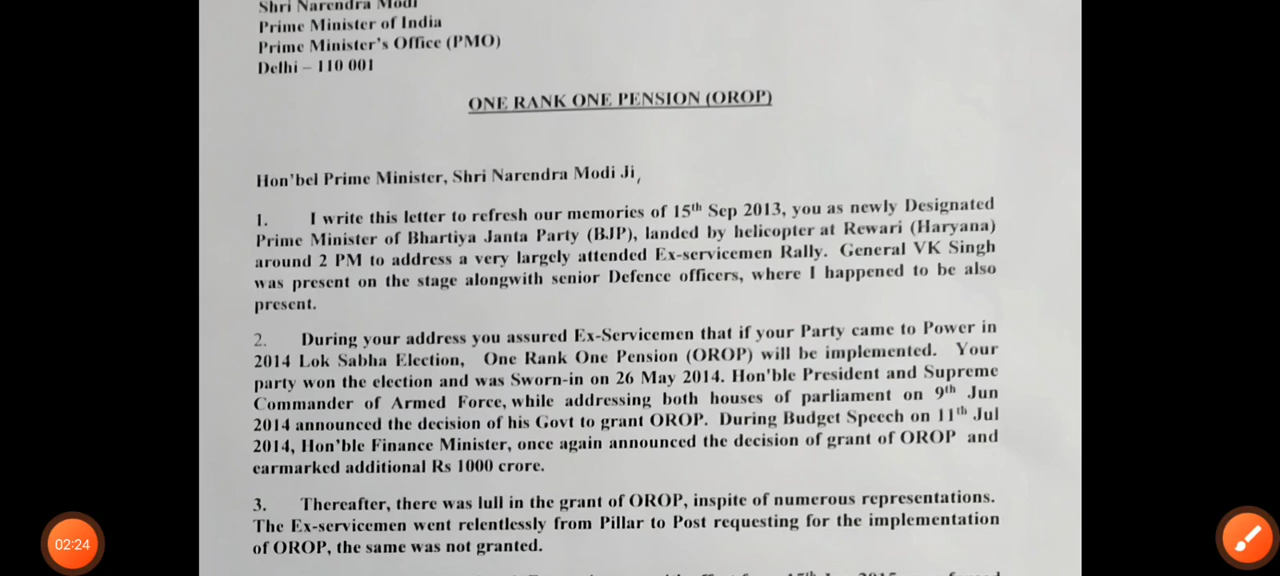 Shri Narendra Modi
Prime Minister of India
Prime Minister's Office (PMO)
Delhi – 110 001
ONE RANK ONE PENSION (OROP)
Hon'bel Prime Minister, Shri Narendra Modi Ji,
1. I write this letter to refresh our memories of 15th Sep 2013, you as newly Designated
Prime Minister of Bhartiya Janta Party (BJP), landed by helicopter at Rewari (Haryana)
around 2 PM to address a very largely attended Ex-servicemen Rally. General VK Singh
was present on the stage alongwith senior Defence officers, where I happened to be also
present.
2. During your address you assured Ex-Servicemen that if your Party came to Power in
2014 Lok Sabha Election, One Rank One Pension (OROP) will be implemented. Your
party won the election and was Sworn-in on 26 May 2014. Hon'ble President and Supreme
Commander of Armed Force, while addressing both houses of parliament on 9th Jun
2014 announced the decision of his Govt to grant OROP. During Budget Speech on 11th Jul
2014, Hon'ble Finance Minister, once again announced the decision of grant of OROP and
earmarked additional Rs 1000 crore.
3. Thereafter, there was lull in the grant of OROP, inspite of numerous representations.
The Ex-servicemen went relentlessly from Pillar to Post requesting for the implementation
of OROP, the same was not granted.
02:24